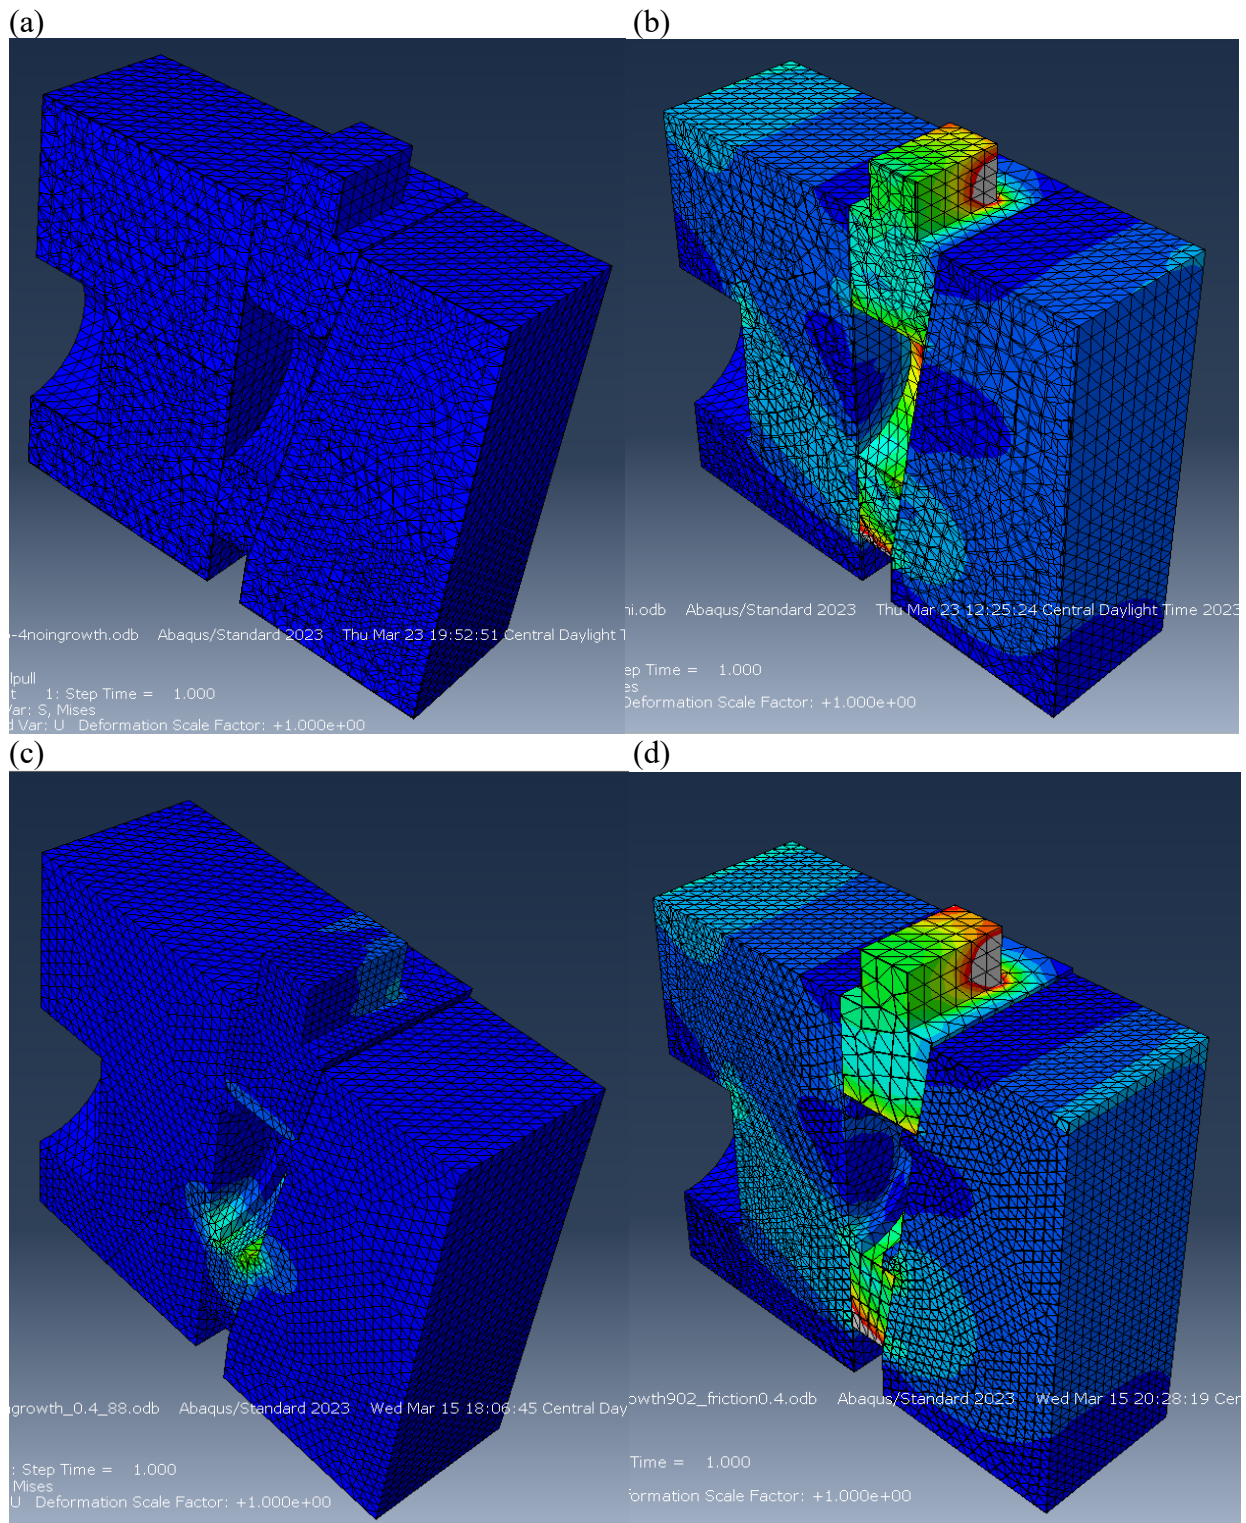 (a)
(b)
-4noingrowth.odb Abaqus/Standard 2023 Thu Mar 23 19:52:51 Central Daylight T
lpull
1: Step Time = 1.000
Var: S, Mises
Var: U Deformation Scale Factor: +1.000e+00
ni.odb Abaqus/Standard 2023 Thu Mar 23 12:25:24 Central Daylight Time 2023
ep Time = 1.000
es
Deformation Scale Factor: +1.000e+00
(c)
(d)
growth_0.4_88.odb Abaqus/Standard 2023 Wed Mar 15 18:06:45 Central Day
: Step Time = 1.000
Mises
U Deformation Scale Factor: +1.000e+00
owth902_friction0.4.odb Abaqus/Standard 2023 Wed Mar 15 20:28:19 Cer
Time = 1.000
formation Scale Factor: +1.000e+00